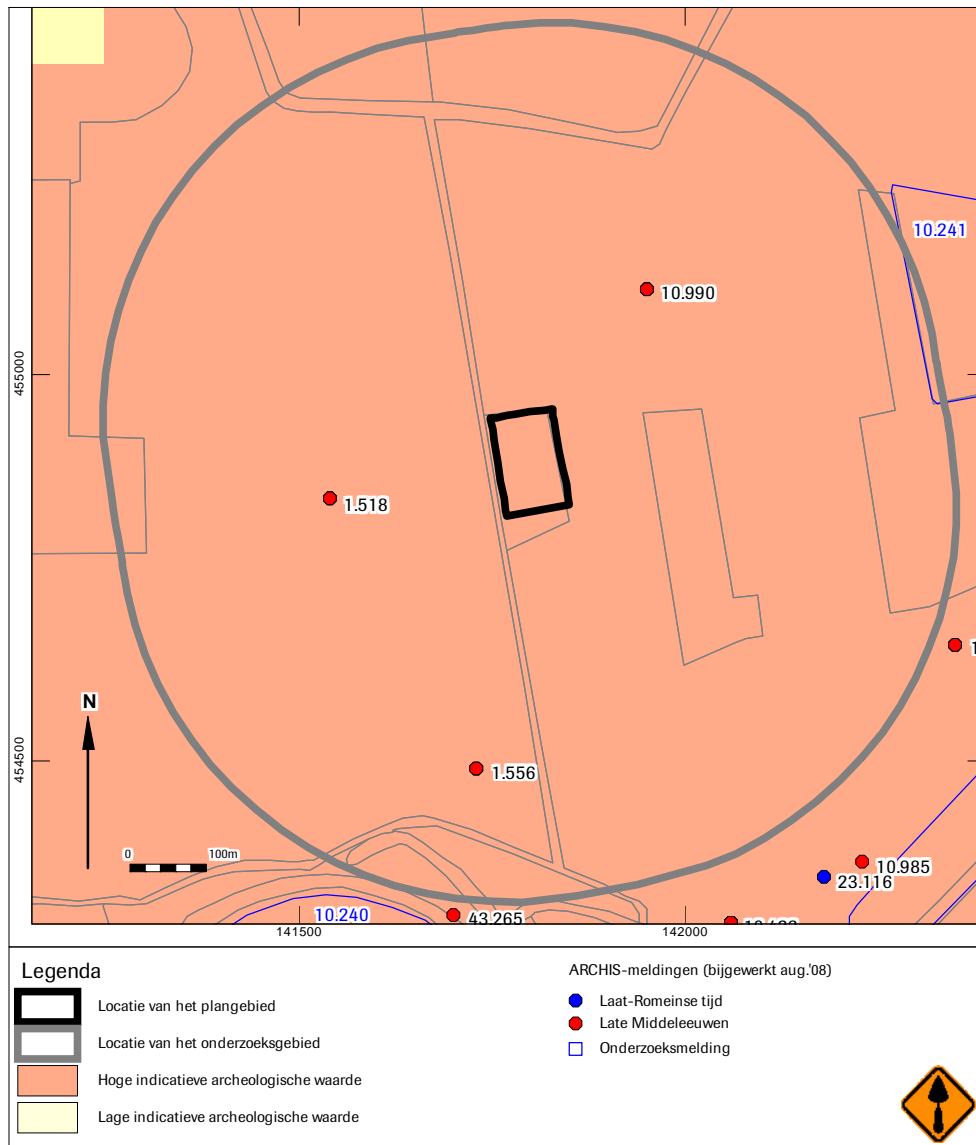 10.241
10.990
455000
1.518
454500
1.556
N
0 100m
10.985
23.116
10.240
43.265
141500
142000
Legenda
Locatie van het plangebied
Locatie van het onderzoeksgebied
Hoge indicatieve archeologische waarde
Lage indicatieve archeologische waarde
ARCHIS-meldingen (bijgewerkt aug.'08)
Laat-Romeinse tijd
Late Middeleeuwen
Onderzoeksmelding